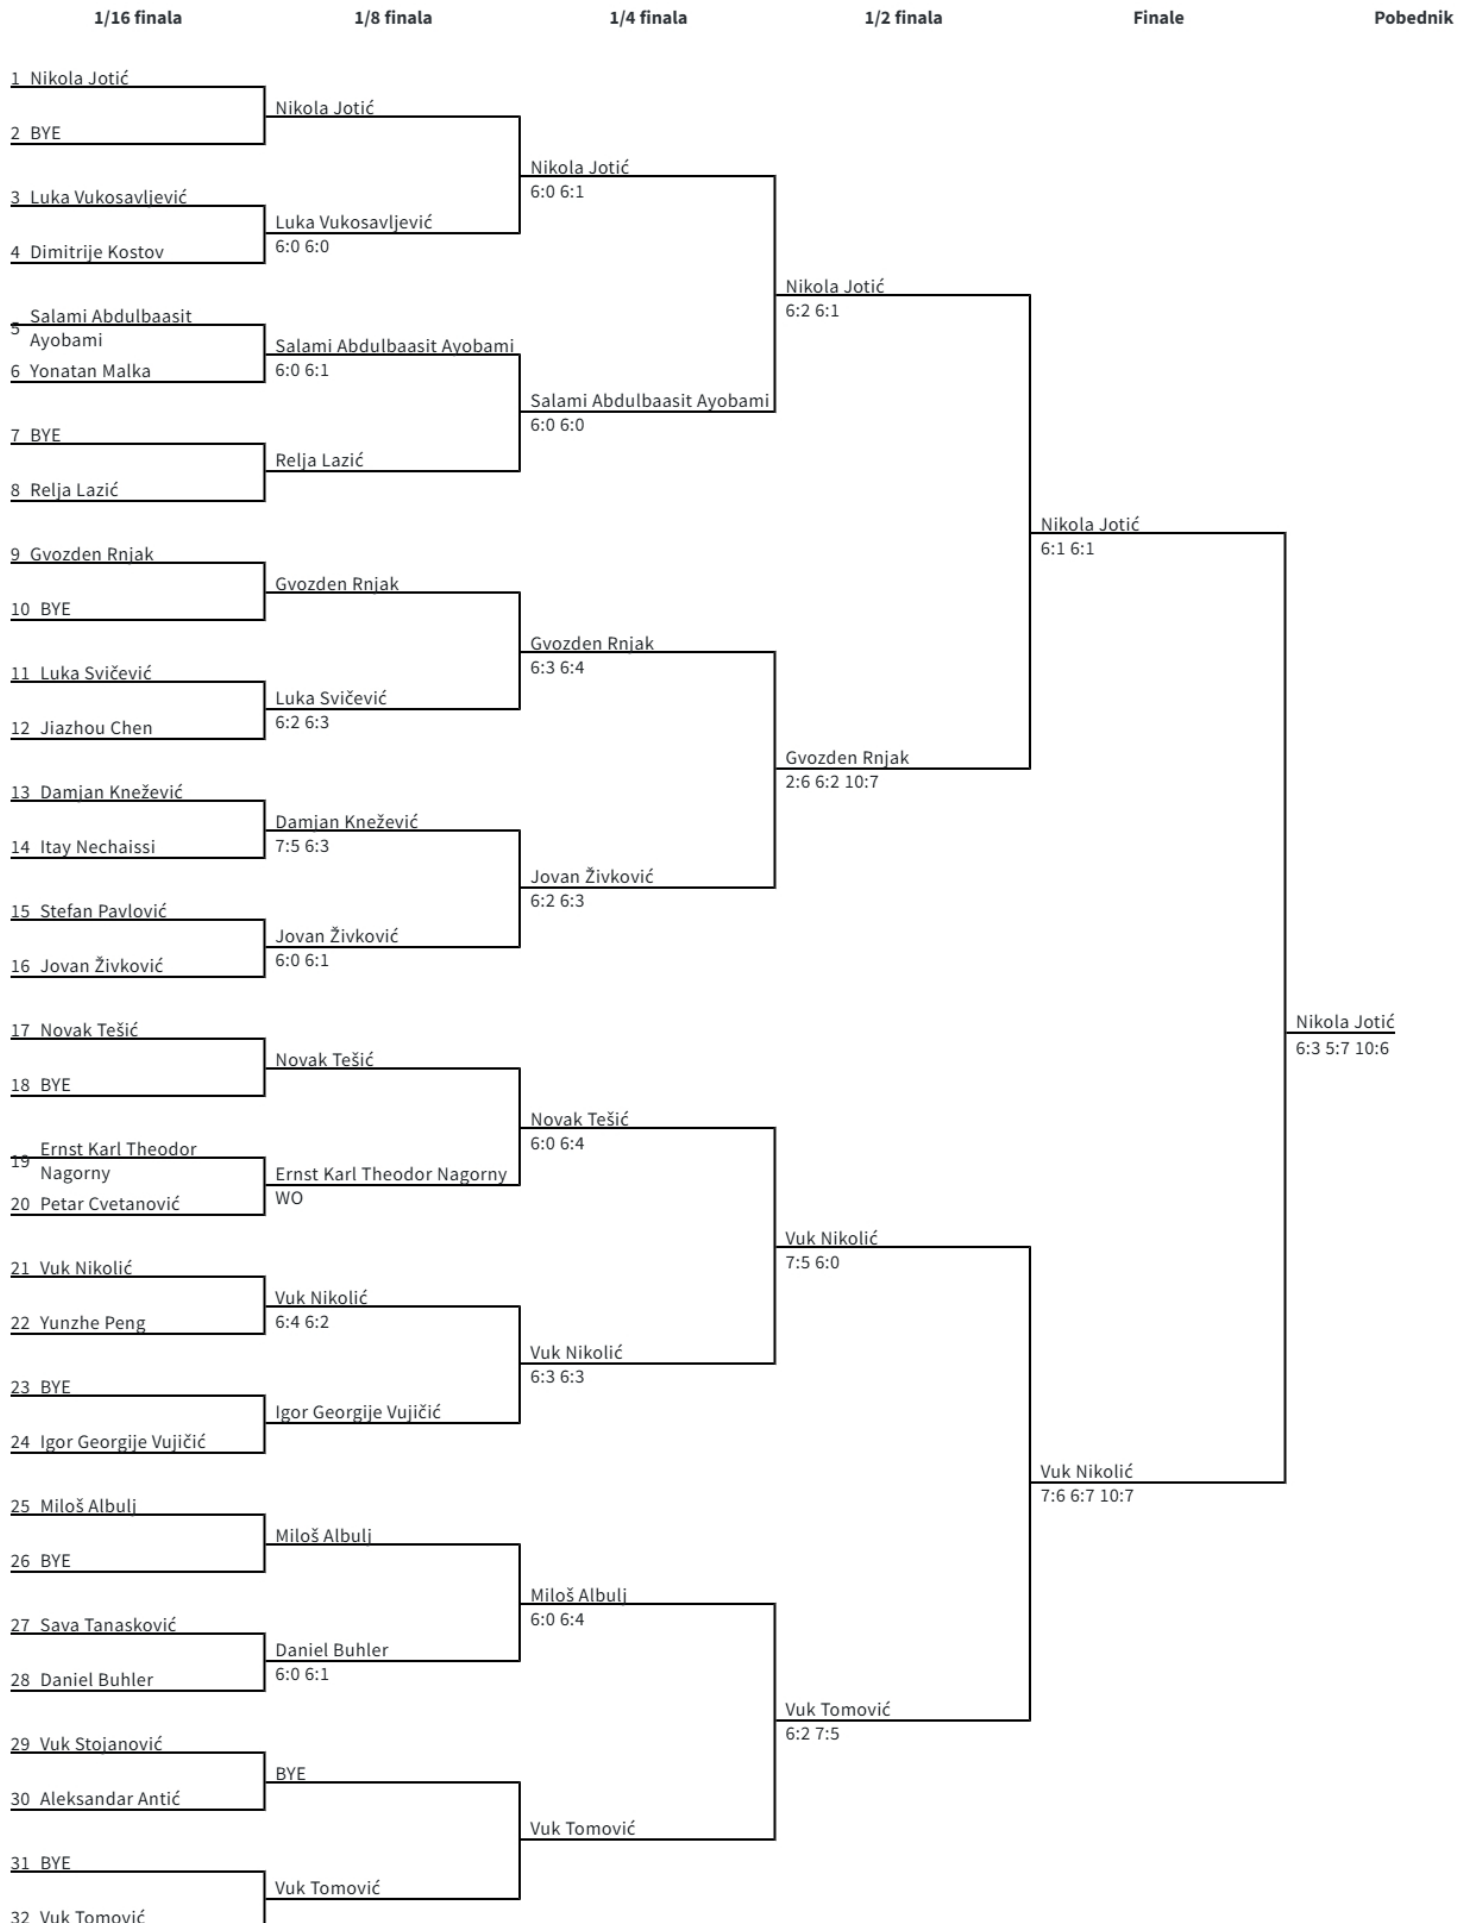 1/16 finala
1/8 finala
1/4 finala
1/2 finala
Finale
Pobednik
1 Nikola Jotić
2 BYE
3 Luka Vukosavljević
4 Dimitrije Kostov
5 Salami Abdulbaasit
Ayobami
6 Yonatan Malka
7 BYE
8 Relja Lazić
9 Gvozden Rnjak
10 BYE
11 Luka Svičević
12 Jiazhou Chen
13 Damjan Knežević
14 Itay Nechaissi
15 Stefan Pavlović
16 Jovan Živković
17 Novak Tešić
18 BYE
19 Ernst Karl Theodor
Nagorny
20 Petar Cvetanović
21 Vuk Nikolić
22 Yunzhe Peng
23 BYE
24 Igor Georgije Vujičić
25 Miloš Albulj
26 BYE
27 Sava Tanasković
28 Daniel Buhler
29 Vuk Stojanović
30 Aleksandar Antić
31 BYE
32 Vuk Tomović
Nikola Jotić
Luka Vukosavljević
6:0 6:0
Salami Abdulbaasit Ayobami
6:0 6:1
Relja Lazić
Gvozden Rnjak
Luka Svičević
6:2 6:3
Damjan Knežević
7:5 6:3
Jovan Živković
6:0 6:1
Novak Tešić
Ernst Karl Theodor Nagorny
WO
Vuk Nikolić
6:4 6:2
Igor Georgije Vujičić
Miloš Albulj
Daniel Buhler
6:0 6:1
BYE
Vuk Tomović
Nikola Jotić
6:0 6:1
Salami Abdulbaasit Ayobami
6:0 6:0
Gvozden Rnjak
6:3 6:4
Jovan Živković
6:2 6:3
Novak Tešić
6:0 6:4
Vuk Nikolić
6:3 6:3
Miloš Albulj
6:0 6:4
Vuk Tomović
Nikola Jotić
6:2 6:1
Gvozden Rnjak
2:6 6:2 10:7
Vuk Nikolić
7:5 6:0
Vuk Tomović
6:2 7:5
Nikola Jotić
6:1 6:1
Vuk Nikolić
7:6 6:7 10:7
Nikola Jotić
6:3 5:7 10:6